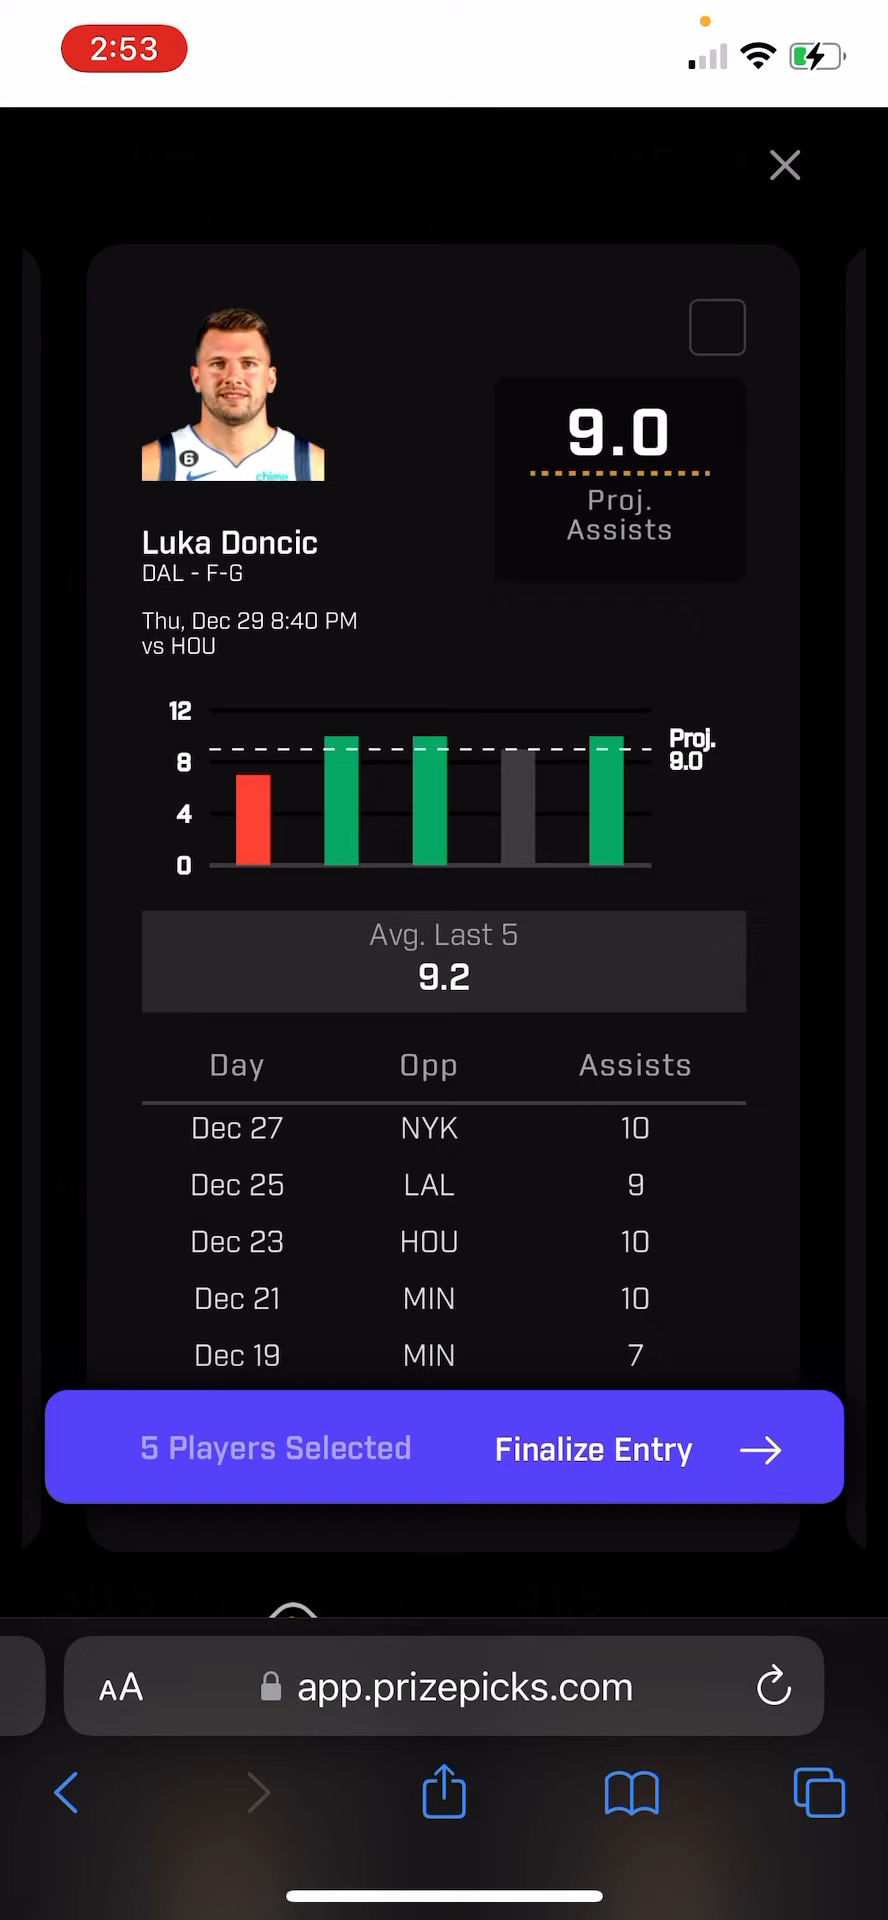 2:53
6
chime
9.0
Proj.
Assists
Luka Doncic
DAL - F-G
Thu, Dec 29 8:40 PM
vs HOU
12
8
4
0
Proj.
9.0
Avg. Last 5
9.2
Day Opp Assists
Dec 27 NYK 10
Dec 25 LAL 9
Dec 23 HOU 10
Dec 21 MIN 10
Dec 19 MIN 7
5 Players Selected Finalize Entry
AA app.prizepicks.com